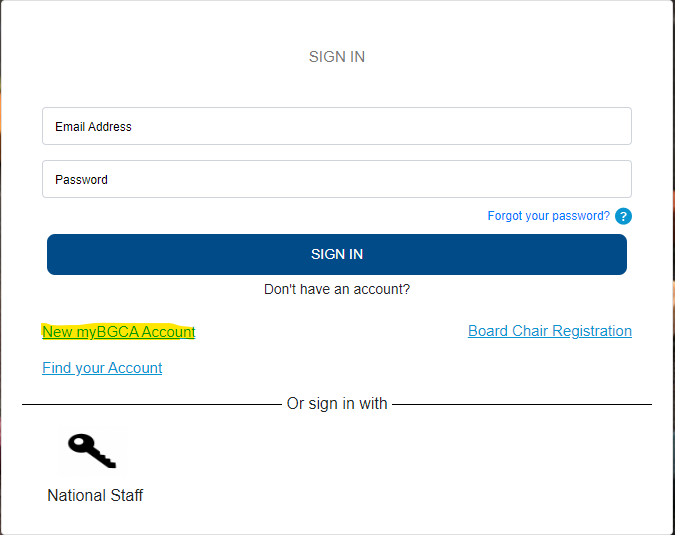 SIGN IN
Email Address
Password
Forgot your password? ?
SIGN IN
Don't have an account?
New myBGCA Account
Board Chair Registration
Find your Account
Or sign in with
National Staff